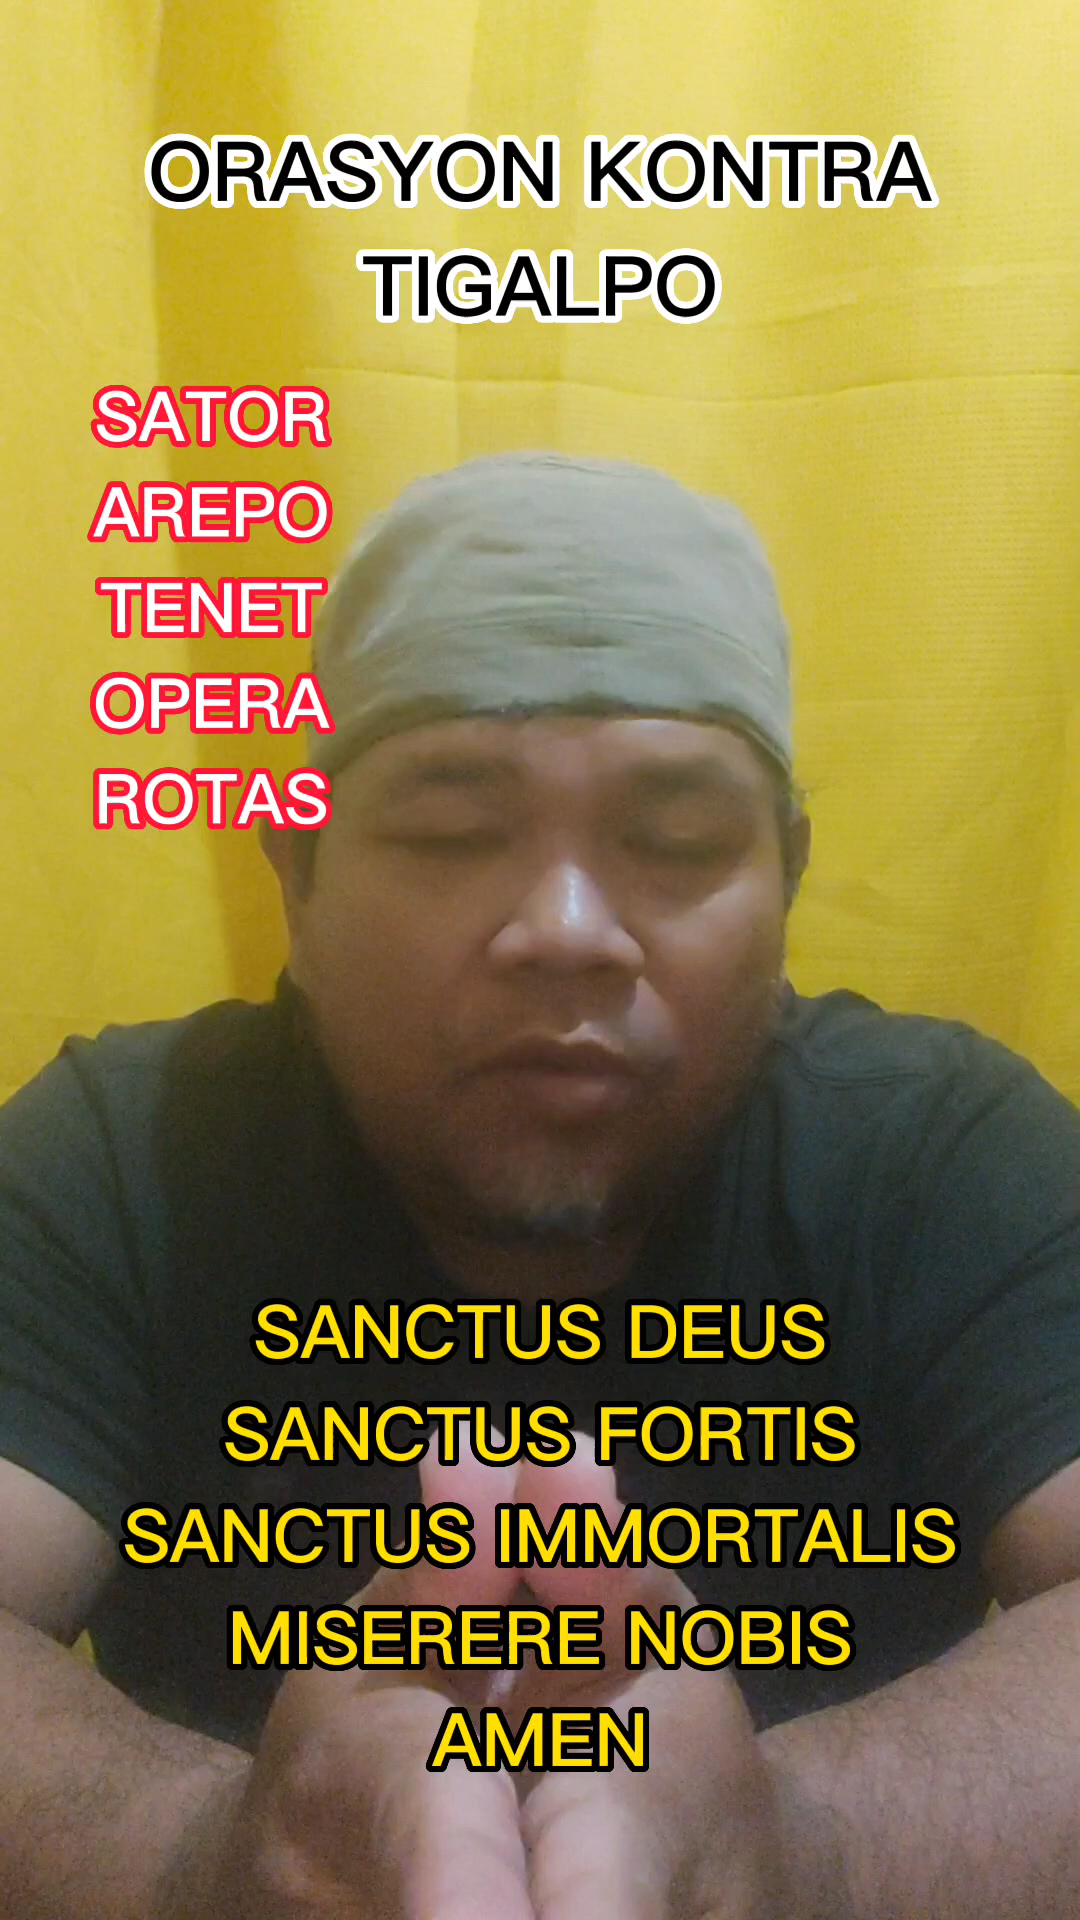 ORASYON KONTRA
TIGALPO
SATOR
AREPO
TENET
OPERA
ROTAS
SANCTUS DEUS
SANCTUS FORTIS
SANCTUS IMMORTALIS
MISERERE NOBIS
AMEN